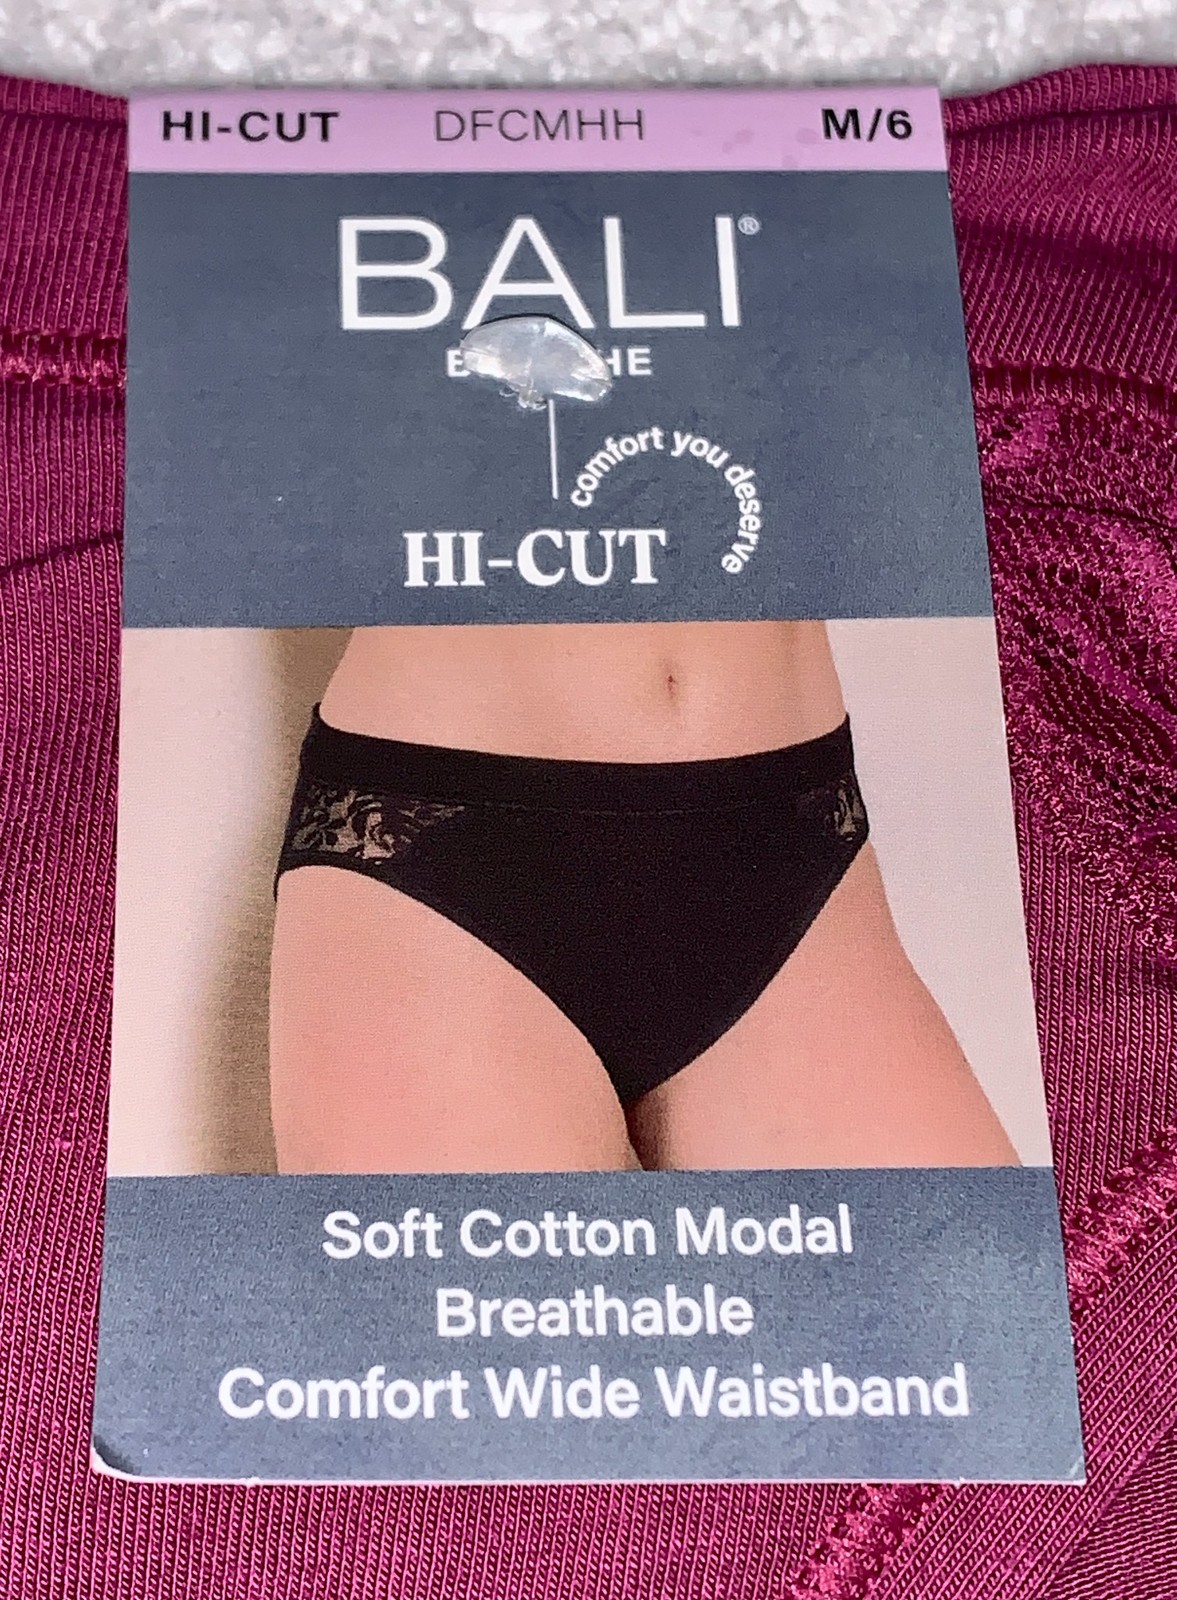 HI-CUT DFCMHH M/6
BALI®
comfort you deserve
HI-CUT
Soft Cotton Modal
Breathable
Comfort Wide Waistband